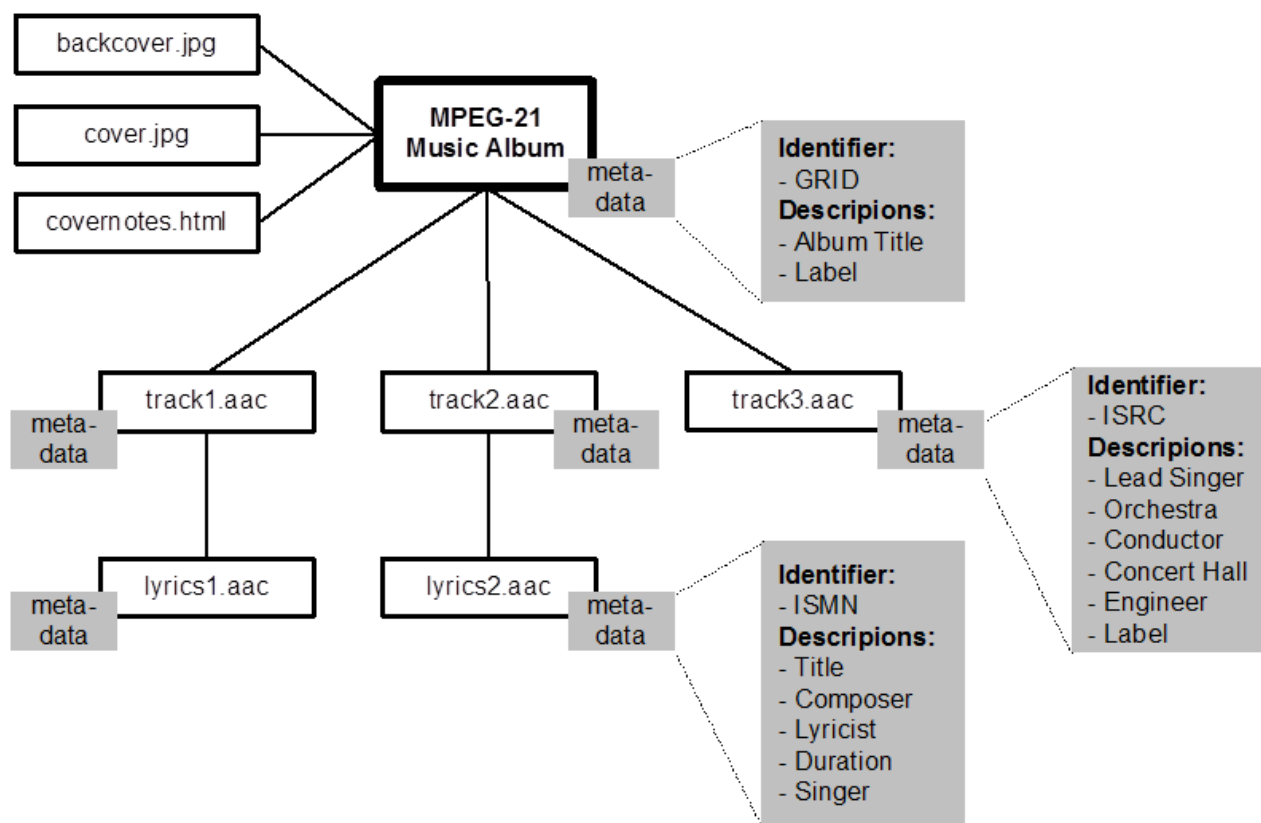 backcover.jpg
cover.jpg
covernotes.html
MPEG-21
Music Album
meta-
data
Identifier:
- GRID
Descripions:
- Album Title
- Label
track1.aac
meta-
data
track2.aac
meta-
data
track3.aac
meta-
data
Identifier:
- ISRC
Descripions:
- Lead Singer
- Orchestra
- Conductor
- Concert Hall
- Engineer
- Label
lyrics1.aac
meta-
data
lyrics2.aac
meta-
data
Identifier:
- ISMN
Descripions:
- Title
- Composer
- Lyricist
- Duration
- Singer